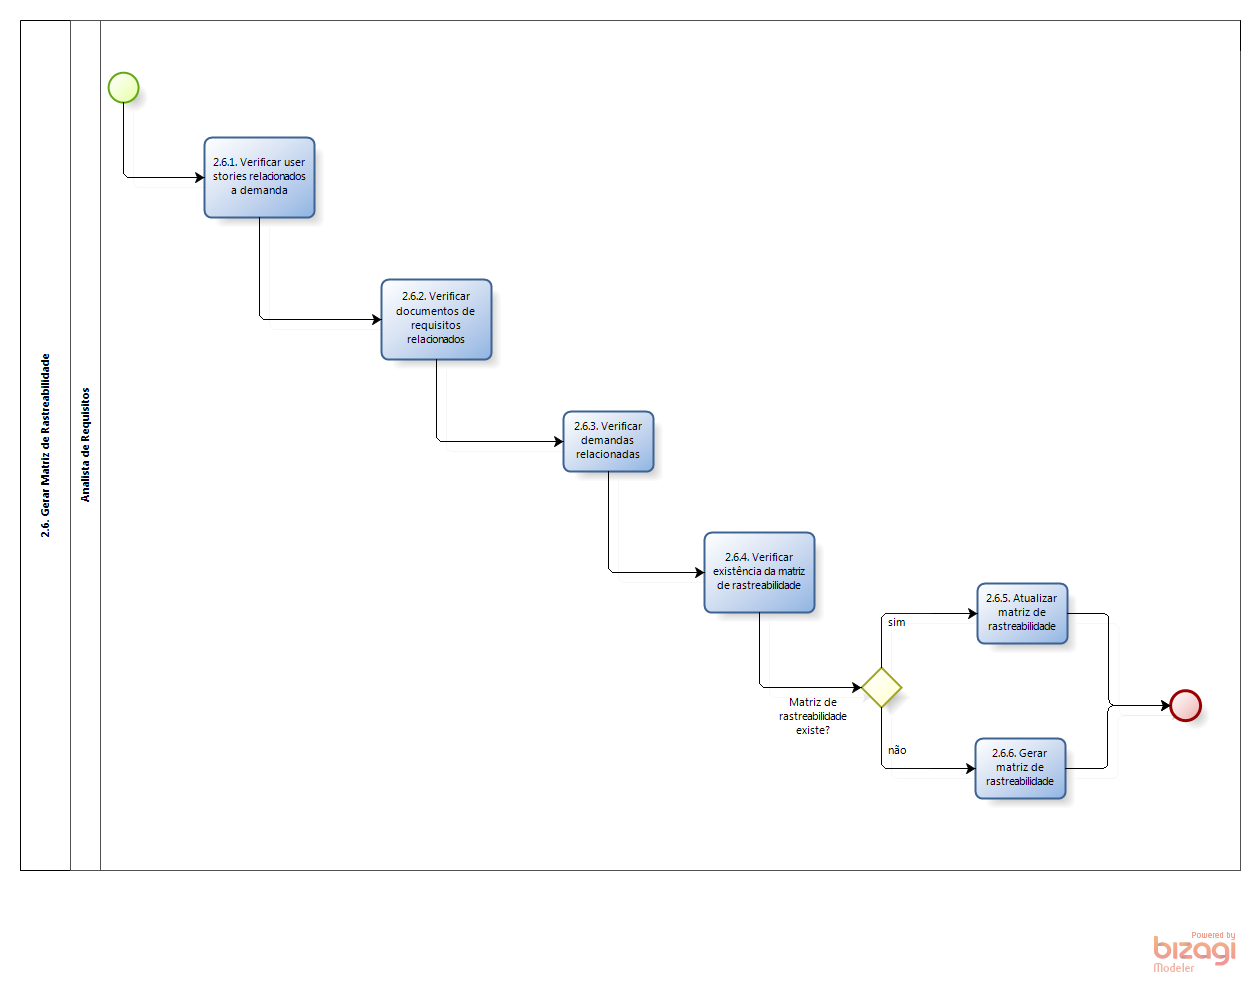 2.6. Gerar Matriz de Rastreabilidade
Analista de Requisitos
2.6.1. Verificar user
stories relacionados
a demanda
2.6.2. Verificar
documentos de
requisitos
relacionados
2.6.3. Verificar
demandas
relacionadas
2.6.4. Verificar
existência da matriz
de rastreabilidade
Matriz de
rastreabilidade
existe?
sim
2.6.5. Atualizar
matriz de
rastreabilidade
não
2.6.6. Gerar
matriz de
rastreabilidade
Powered by
bizagi
Modeler